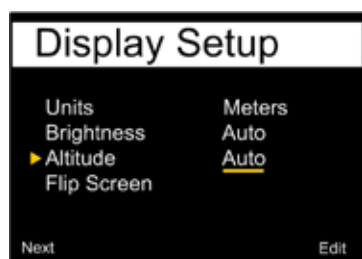 Display Setup
Units Meters
Brightness Auto
Altitude Auto
Flip Screen
Next Edit